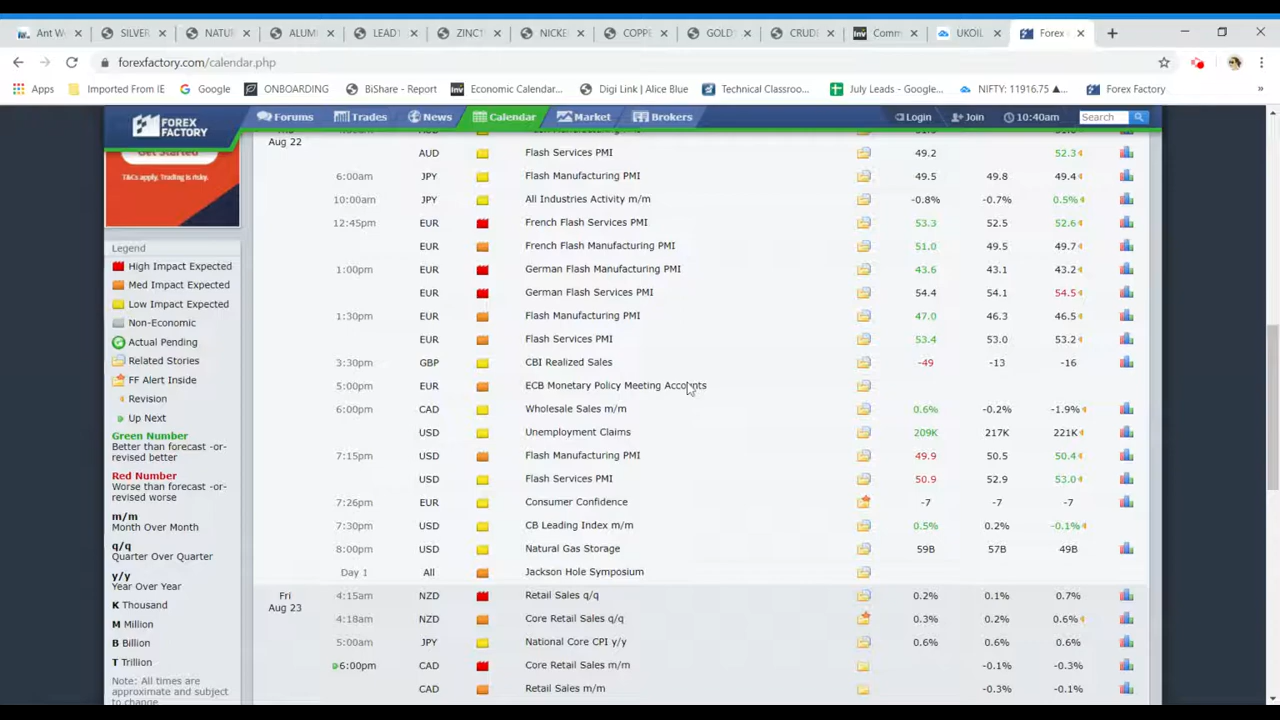 Ant W
SILVER
NATU
ALUMI
LEAD1
ZINC1
NICKE
COPPE
GOLD
CRUDE
Inv Comm
UKOIL
Forex
forexfactory.com/calendar.php
Apps Imported From IE Google ONBOARDING BiShare - Report Inv Economic Calendar... Digi Link | Alice Blue Technical Classroo... July Leads - Google... NIFTY: 11916.75 ▲... Forex Factory »
FOREX FACTORY Forums Trades News Calendar Market Brokers Login Join 10:40am Search
Get Started
T&Cs apply. Trading is risky.
Legend
High Impact Expected
Med Impact Expected
Low Impact Expected
Non-Economic
Actual Pending
Related Stories
FF Alert Inside
Revision
Up Next
Green Number
Better than forecast -or-
revised better
Red Number
Worse than forecast -or-
revised worse
m/m
Month Over Month
q/q
Quarter Over Quarter
y/y
Year Over Year
K Thousand
M Million
B Billion
T Trillion
Note: All times are
approximate and subject
to change.
Aug 22
AUD Flash Services PMI 49.2 52.3
6:00am JPY Flash Manufacturing PMI 49.5 49.8 49.4
10:00am JPY All Industries Activity m/m -0.8% -0.7% 0.5%
12:45pm EUR French Flash Services PMI 53.3 52.5 52.6
EUR French Flash Manufacturing PMI 51.0 49.5 49.7
1:00pm EUR German Flash Manufacturing PMI 43.6 43.1 43.2
EUR German Flash Services PMI 54.4 54.1 54.5
1:30pm EUR Flash Manufacturing PMI 47.0 46.3 46.5
EUR Flash Services PMI 53.4 53.0 53.2
3:30pm GBP CBI Realized Sales -49 -13 -16
5:00pm EUR ECB Monetary Policy Meeting Accounts
6:00pm CAD Wholesale Sales m/m 0.6% -0.2% -1.9%
USD Unemployment Claims 209K 217K 221K
7:15pm USD Flash Manufacturing PMI 49.9 50.5 50.4
USD Flash Services PMI 50.9 52.9 53.0
7:26pm EUR Consumer Confidence -7 -7 -7
7:30pm USD CB Leading Index m/m 0.5% 0.2% -0.1%
8:00pm USD Natural Gas Storage 59B 57B 49B
Day 1 All Jackson Hole Symposium
Fri
Aug 23
4:15am NZD Retail Sales q/q 0.2% 0.1% 0.7%
4:18am NZD Core Retail Sales q/q 0.3% 0.2% 0.6%
5:00am JPY National Core CPI y/y 0.6% 0.6% 0.6%
6:00pm CAD Core Retail Sales m/m -0.1% -0.3%
CAD Retail Sales m/m -0.3% -0.1%